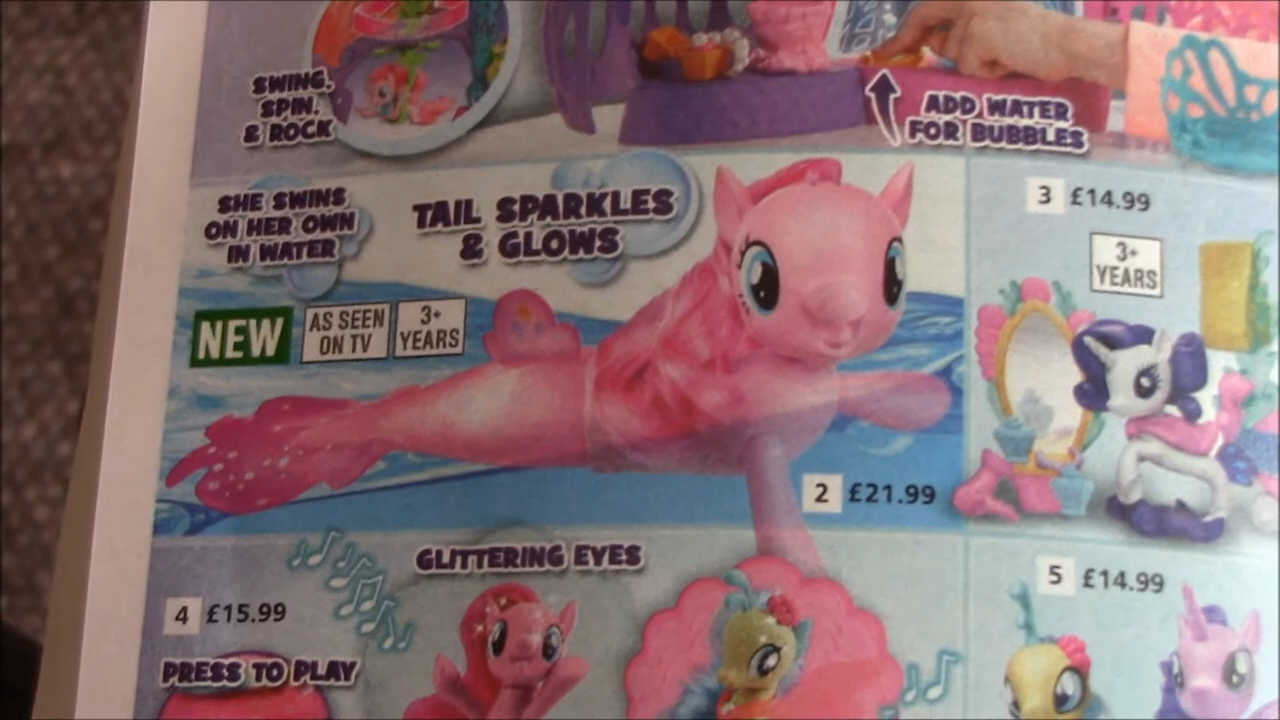 SWING,
SPIN,
& ROCK
ADD WATER
FOR BUBBLES
SHE SWINS
ON HER OWN
IN WATER
TAIL SPARKLES
& GLOWS
NEW
AS SEEN
ON TV
3+
YEARS
2 £21.99
3 £14.99
3+
YEARS
4 £15.99
GLITTERING EYES
PRESS TO PLAY
5 £14.99